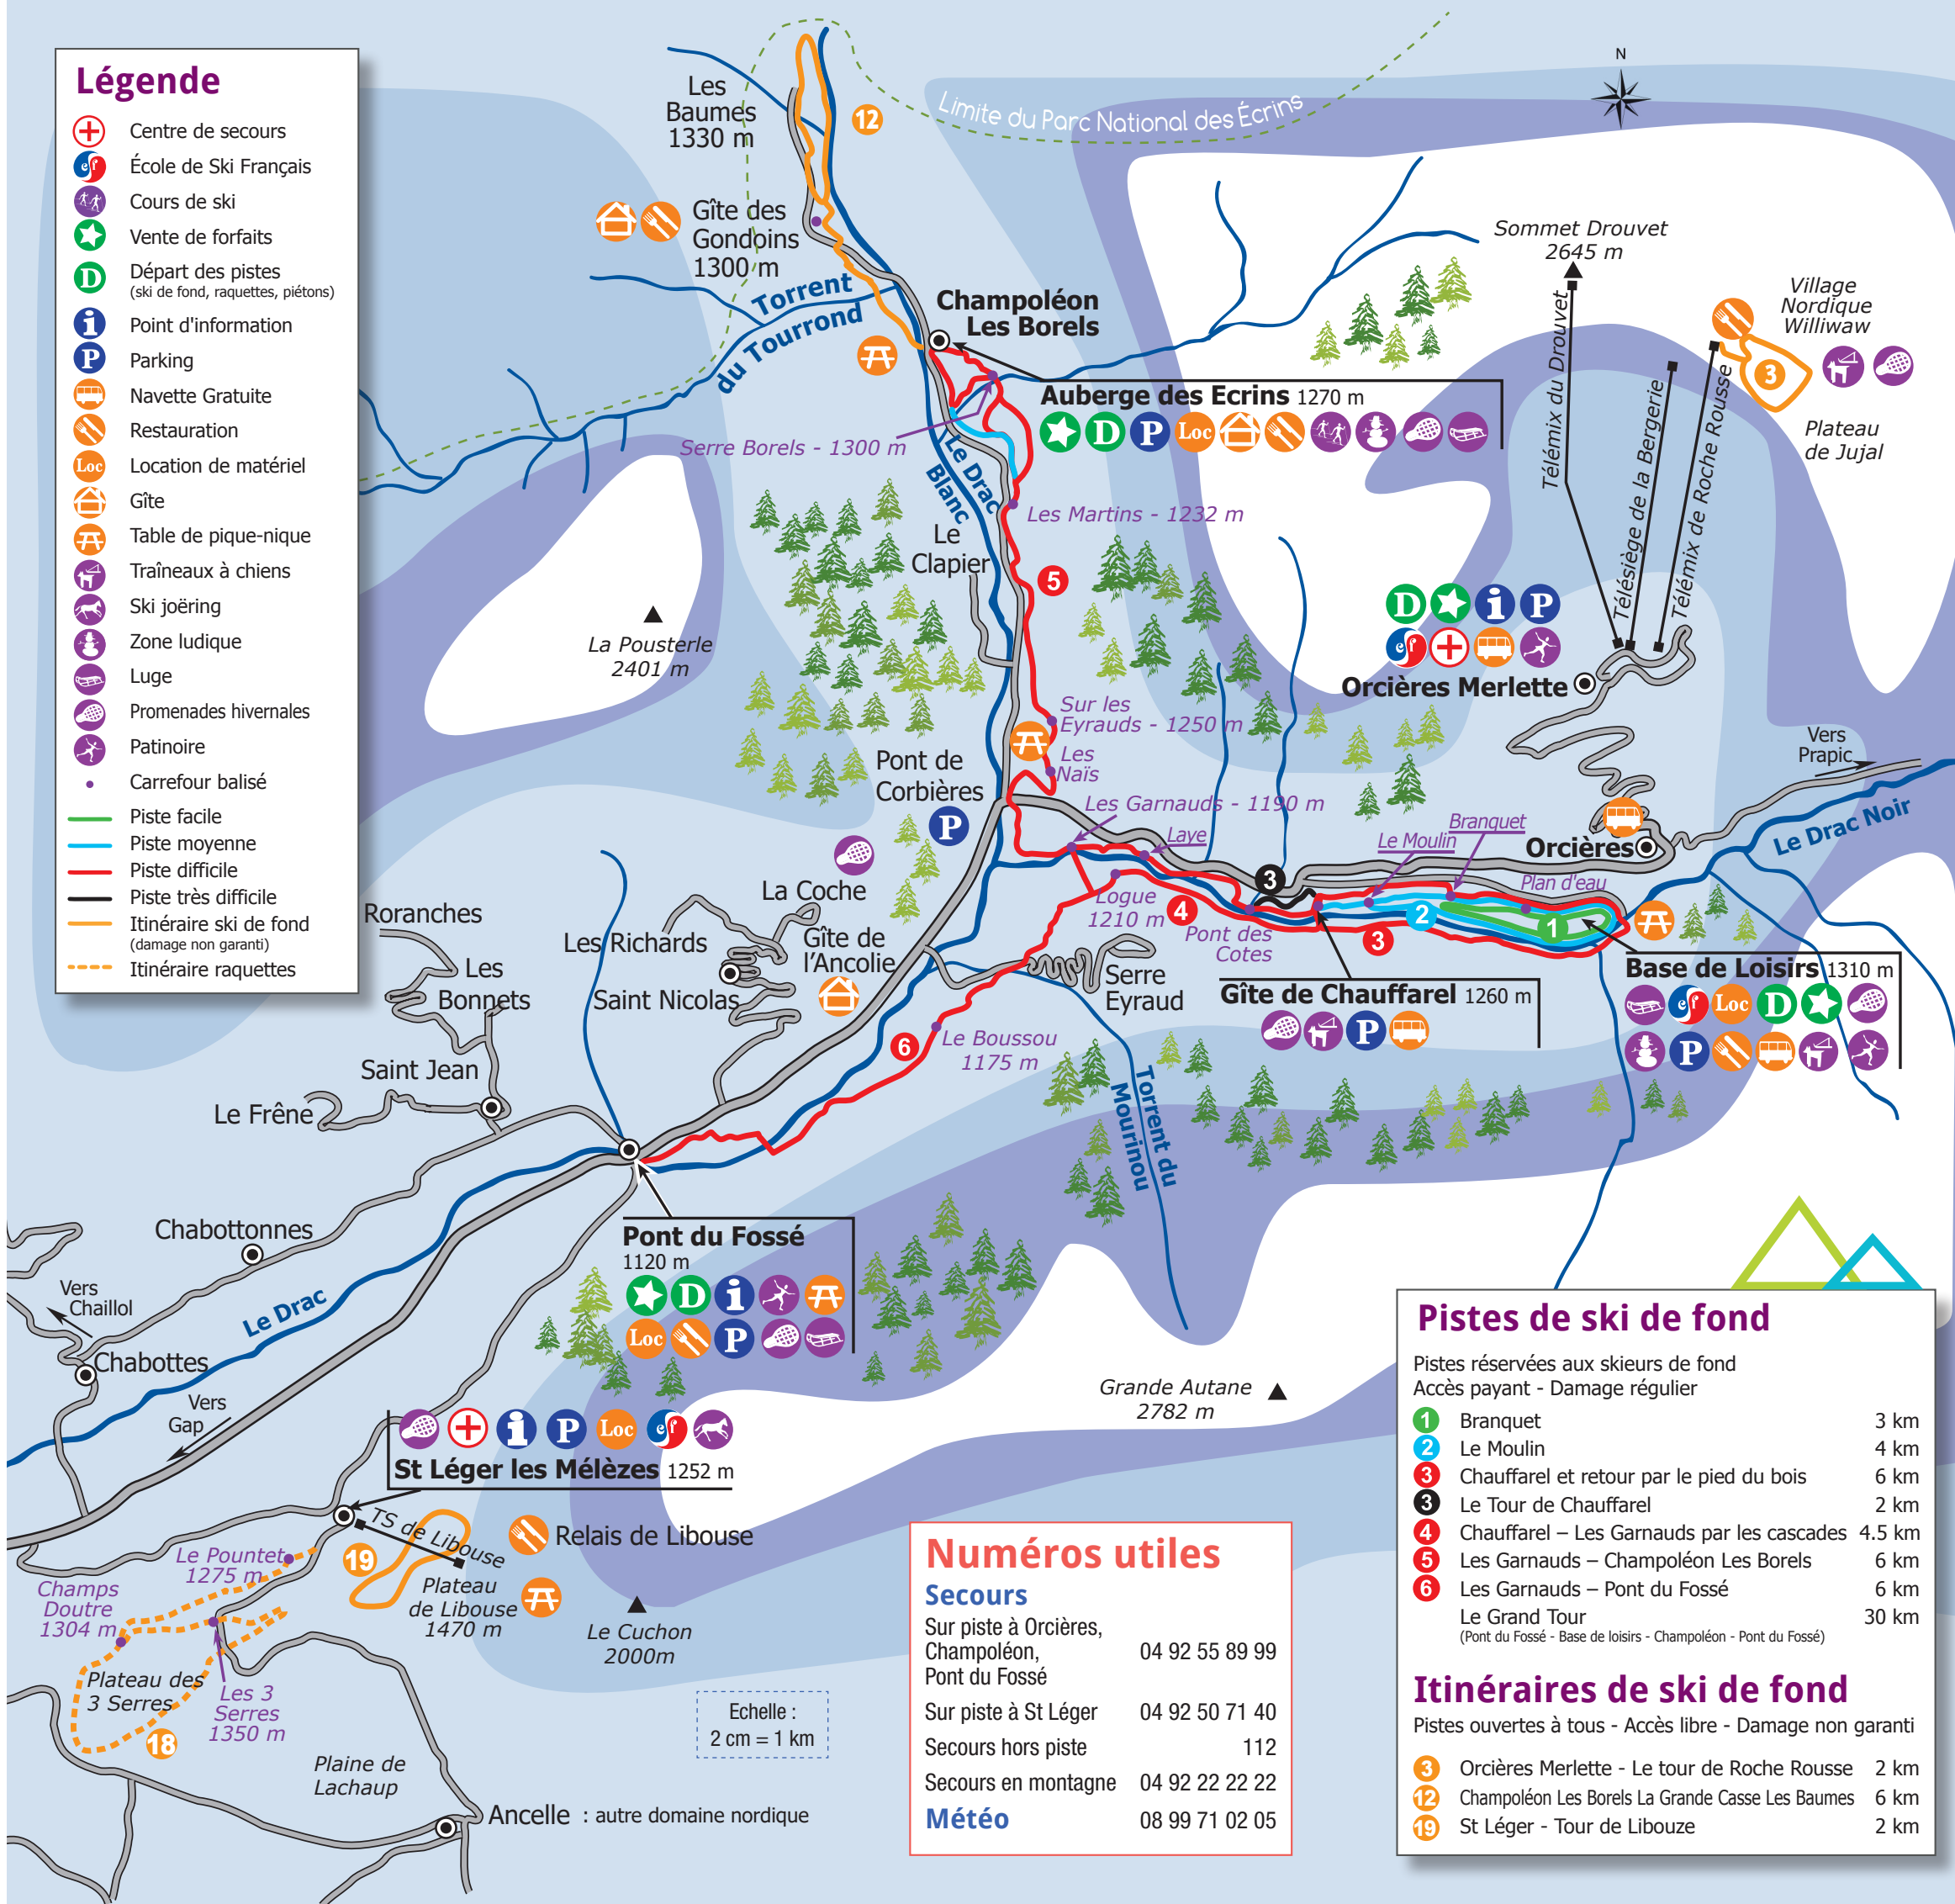 Légende
Centre de secours
École de Ski Français
Cours de ski
Vente de forfaits
D Départ des pistes
(ski de fond, raquettes, piétons)
i Point d'information
P Parking
Navette Gratuite
Restauration
Loc Location de matériel
Gîte
Table de pique-nique
Traîneaux à chiens
Ski joëring
Zone ludique
Luge
Promenades hivernales
Patinoire
Carrefour balisé
Piste facile
Piste moyenne
Piste difficile
Piste très difficile
Itinéraire ski de fond
(damage non garanti)
Itinéraire raquettes
N
Les
Baumes
1330 m
12
Limite du Parc National des Écrins
Gîte des
Gondoins
1300 m
Torrent
du Tourrond
Champoléon
Les Borels
Auberge des Ecrins 1270 m
D P Loc
Serre Borels - 1300 m
Le Drac
Blanc
Les Martins - 1232 m
Le
Clapier
5
Sommet Drouvet
2645 m
Télémix du Drouvet
Télésiège de la Bergerie
Télémix de Roche Rousse
Village
Nordique
Williwaw
3
Plateau
de Jujal
La Pousterle
2401 m
D i P
Orcières Merlette
Sur les
Eyrauds - 1250 m
Les
Naïs
Pont de
Corbières
P
Les Garnauds - 1190 m
Laye
Branquet
Le Moulin
Orcières
Vers
Prapic
Le Drac Noir
Plan d'eau
3
2
1
3
4
Logue
1210 m
Pont des
Cotes
Base de Loisirs 1310 m
Loc D
P
Gîte de Chauffarel 1260 m
P
La Coche
Les Richards
Gîte de
l'Ancolie
Saint Nicolas
Serre
Eyraud
Roranches
Les
Bonnets
Saint Jean
Le Frêne
6
Le Boussou
1175 m
Torrent du
Mourinou
Pont du Fossé
1120 m
D i
Loc P
Chabottonnes
Vers
Chaillol
Chabottes
Le Drac
Vers
Gap
Grande Autane
2782 m
i P Loc
St Léger les Mélèzes 1252 m
TS de Libouse
19
Relais de Libouse
Plateau
de Libouse
1470 m
Le Cuchon
2000m
Le Pountet
1275 m
Champs
Doutre
1304 m
Plateau des
3 Serres
Les 3
Serres
1350 m
18
Plaine de
Lachaup
Ancelle : autre domaine nordique
Echelle :
2 cm = 1 km
Numéros utiles
Secours
Sur piste à Orcières,
Champoléon, 04 92 55 89 99
Pont du Fossé
Sur piste à St Léger 04 92 50 71 40
Secours hors piste 112
Secours en montagne 04 92 22 22 22
Météo 08 99 71 02 05
Pistes de ski de fond
Pistes réservées aux skieurs de fond
Accès payant - Damage régulier
1 Branquet 3 km
2 Le Moulin 4 km
3 Chauffarel et retour par le pied du bois 6 km
3 Le Tour de Chauffarel 2 km
4 Chauffarel – Les Garnauds par les cascades 4.5 km
5 Les Garnauds – Champoléon Les Borels 6 km
6 Les Garnauds – Pont du Fossé 6 km
Le Grand Tour 30 km
(Pont du Fossé - Base de loisirs - Champoléon - Pont du Fossé)
Itinéraires de ski de fond
Pistes ouvertes à tous - Accès libre - Damage non garanti
3 Orcières Merlette - Le tour de Roche Rousse 2 km
12 Champoléon Les Borels La Grande Casse Les Baumes 6 km
19 St Léger - Tour de Libouze 2 km